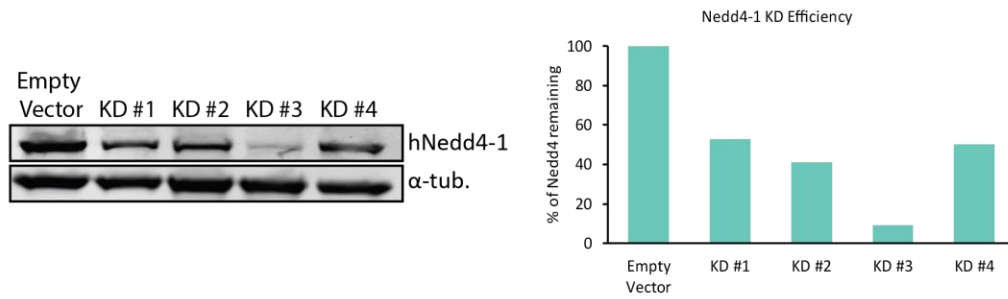 Empty
Vector KD #1 KD #2 KD #3 KD #4
hNedd4-1
α-tub.
Nedd4-1 KD Efficiency
% of Nedd4 remaining
100
80
60
40
20
0
Empty
Vector
KD #1
KD #2
KD #3
KD #4